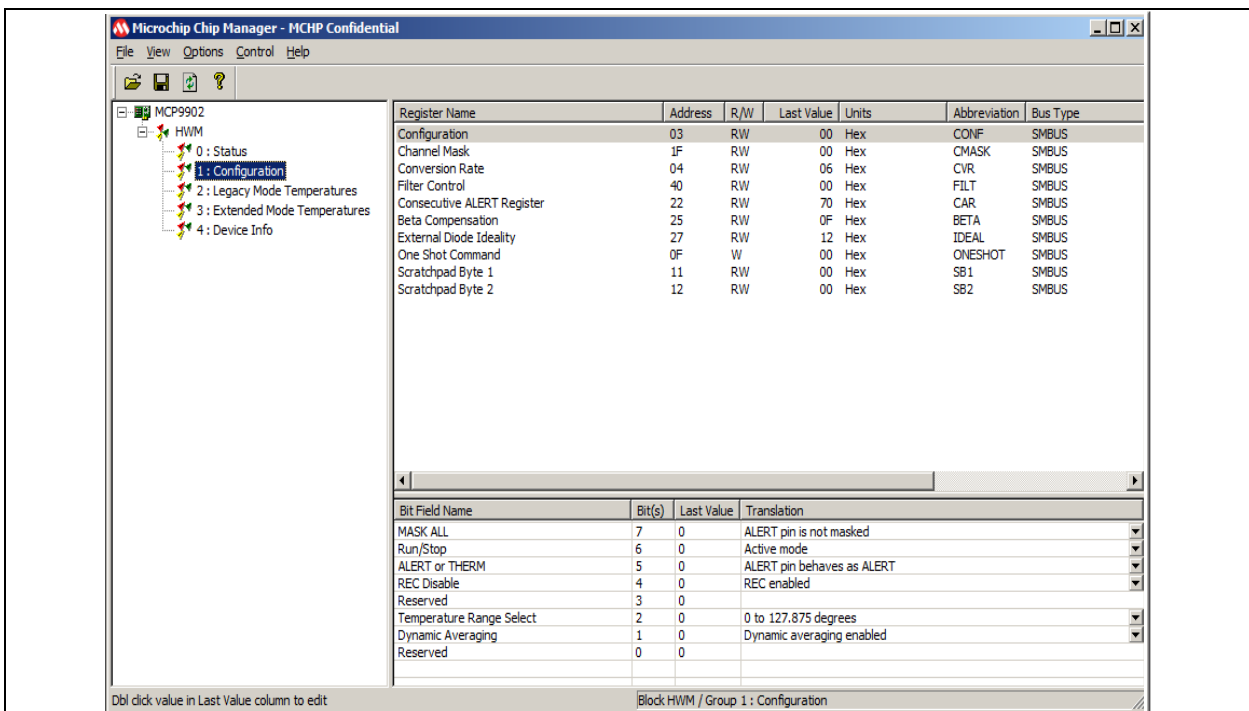 Microchip Chip Manager - MCHP Confidential
File View Options Control Help
MCP9902
HWM
0 : Status
1 : Configuration
2 : Legacy Mode Temperatures
3 : Extended Mode Temperatures
4 : Device Info
Register Name Address R/W Last Value Units Abbreviation Bus Type
Configuration 03 RW 00 Hex CONF SMBUS
Channel Mask 1F RW 00 Hex CMASK SMBUS
Conversion Rate 04 RW 06 Hex CVR SMBUS
Filter Control 40 RW 00 Hex FILT SMBUS
Consecutive ALERT Register 22 RW 70 Hex CAR SMBUS
Beta Compensation 25 RW 0F Hex BETA SMBUS
External Diode Ideality 27 RW 12 Hex IDEAL SMBUS
One Shot Command 0F W 00 Hex ONESHOT SMBUS
Scratchpad Byte 1 11 RW 00 Hex SB1 SMBUS
Scratchpad Byte 2 12 RW 00 Hex SB2 SMBUS
Bit Field Name Bit(s) Last Value Translation
MASK ALL 7 0 ALERT pin is not masked
Run/Stop 6 0 Active mode
ALERT or THERM 5 0 ALERT pin behaves as ALERT
REC Disable 4 0 REC enabled
Reserved 3 0
Temperature Range Select 2 0 0 to 127.875 degrees
Dynamic Averaging 1 0 Dynamic averaging enabled
Reserved 0 0
Dbl click value in Last Value column to edit
Block HWM / Group 1 : Configuration